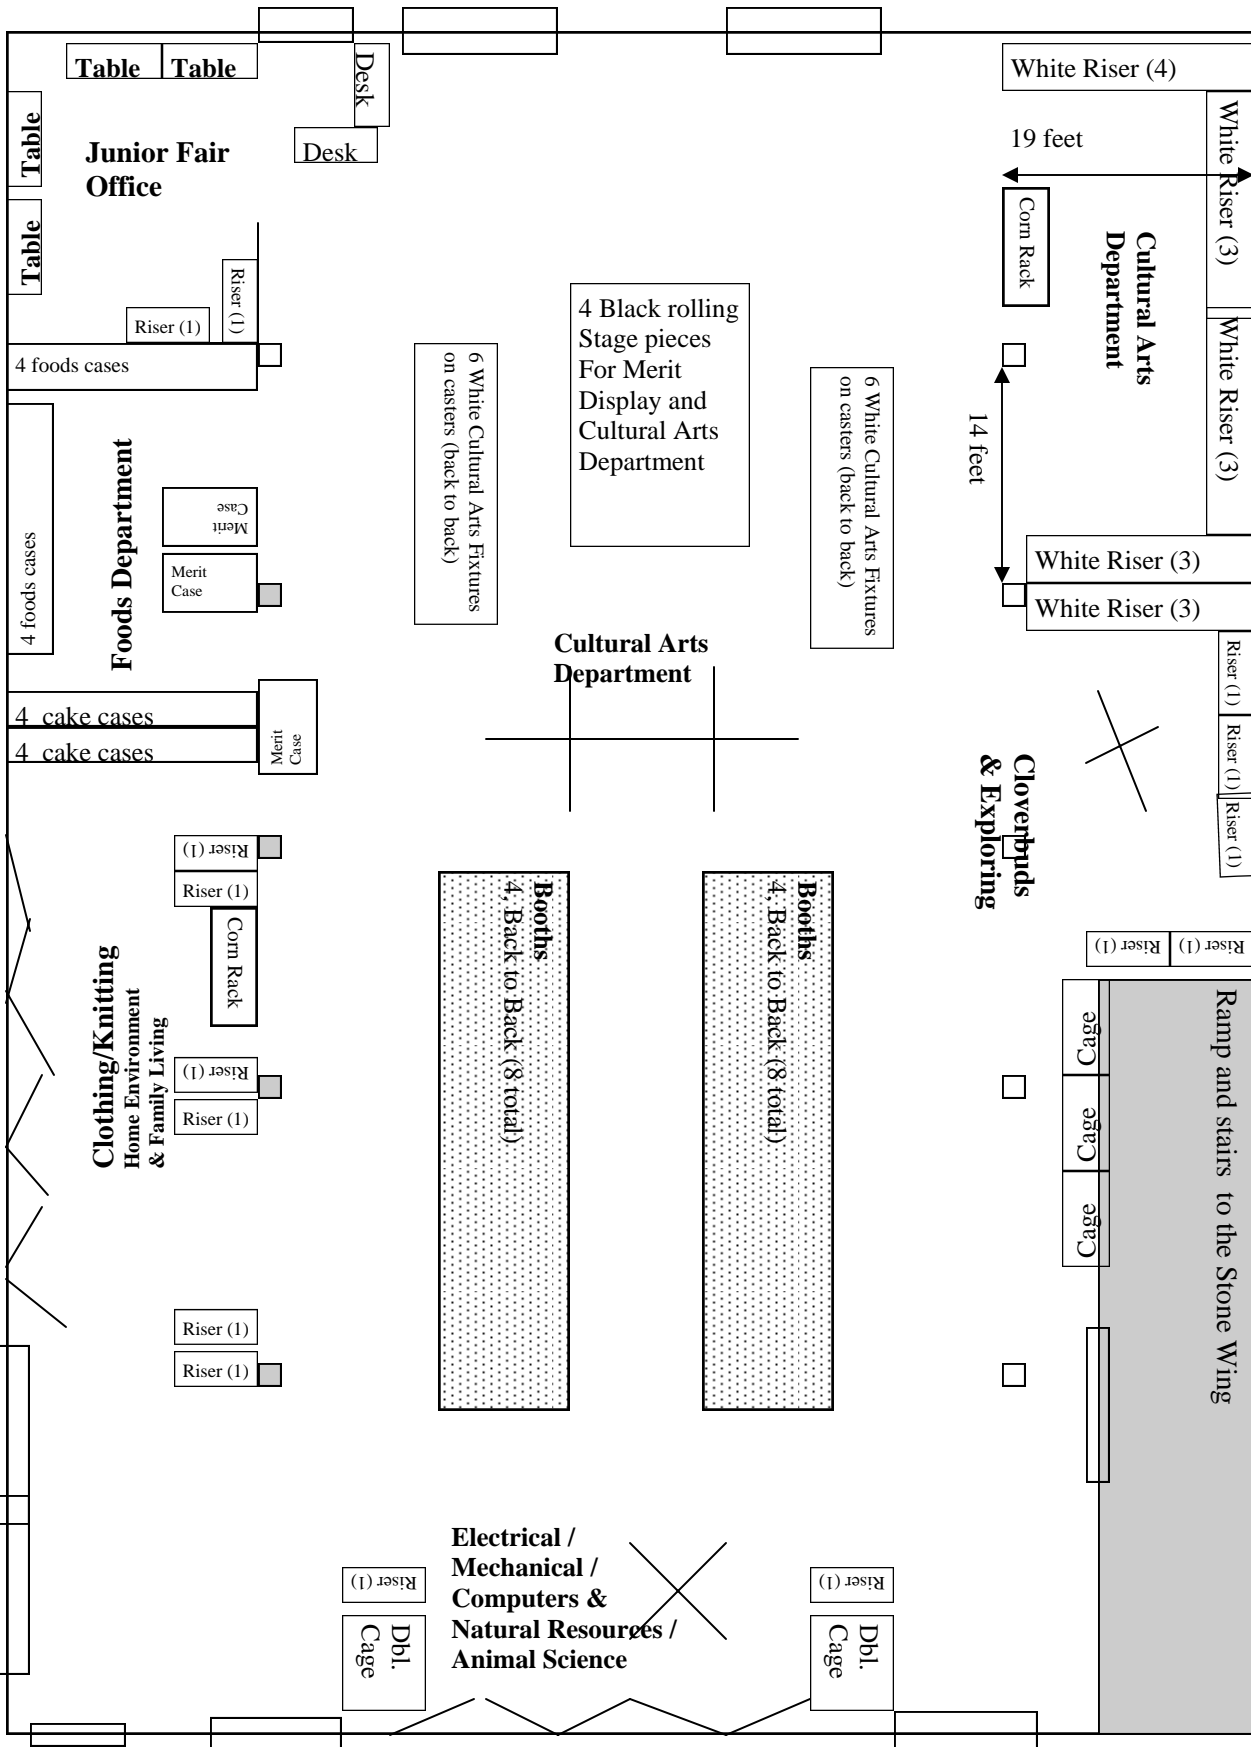 Table
Table
Desk
White Riser (4)
Table
Junior Fair
Office
Desk
19 feet
White Riser (3)
Table
Corn Rack
Cultural Arts
Department
Riser (1)
Riser (1)
4 foods cases
4 Black rolling
Stage pieces
For Merit
Display and
Cultural Arts
Department
6 White Cultural Arts Fixtures
on casters (back to back)
6 White Cultural Arts Fixtures
on casters (back to back)
14 feet
White Riser (3)
4 foods cases
Foods Department
Merit
Case
Merit
Case
White Riser (3)
White Riser (3)
Cultural Arts
Department
Riser (1)
Riser (1)
Riser (1)
4  cake cases
4  cake cases
Merit
Case
Cloverbuds
& Exploring
Riser (1)
Riser (1)
Corn Rack
Booths
4, Back to Back (8 total)
Booths
4, Back to Back (8 total)
Riser (1)
Riser (1)
Clothing/Knitting
Home Environment
& Family Living
Riser (1)
Riser (1)
Cage
Cage
Cage
Ramp and stairs  to the Stone Wing
Riser (1)
Riser (1)
Electrical /
Mechanical /
Computers &
Natural Resources /
Animal Science
Riser (1)
Riser (1)
Dbl.
Cage
Dbl.
Cage